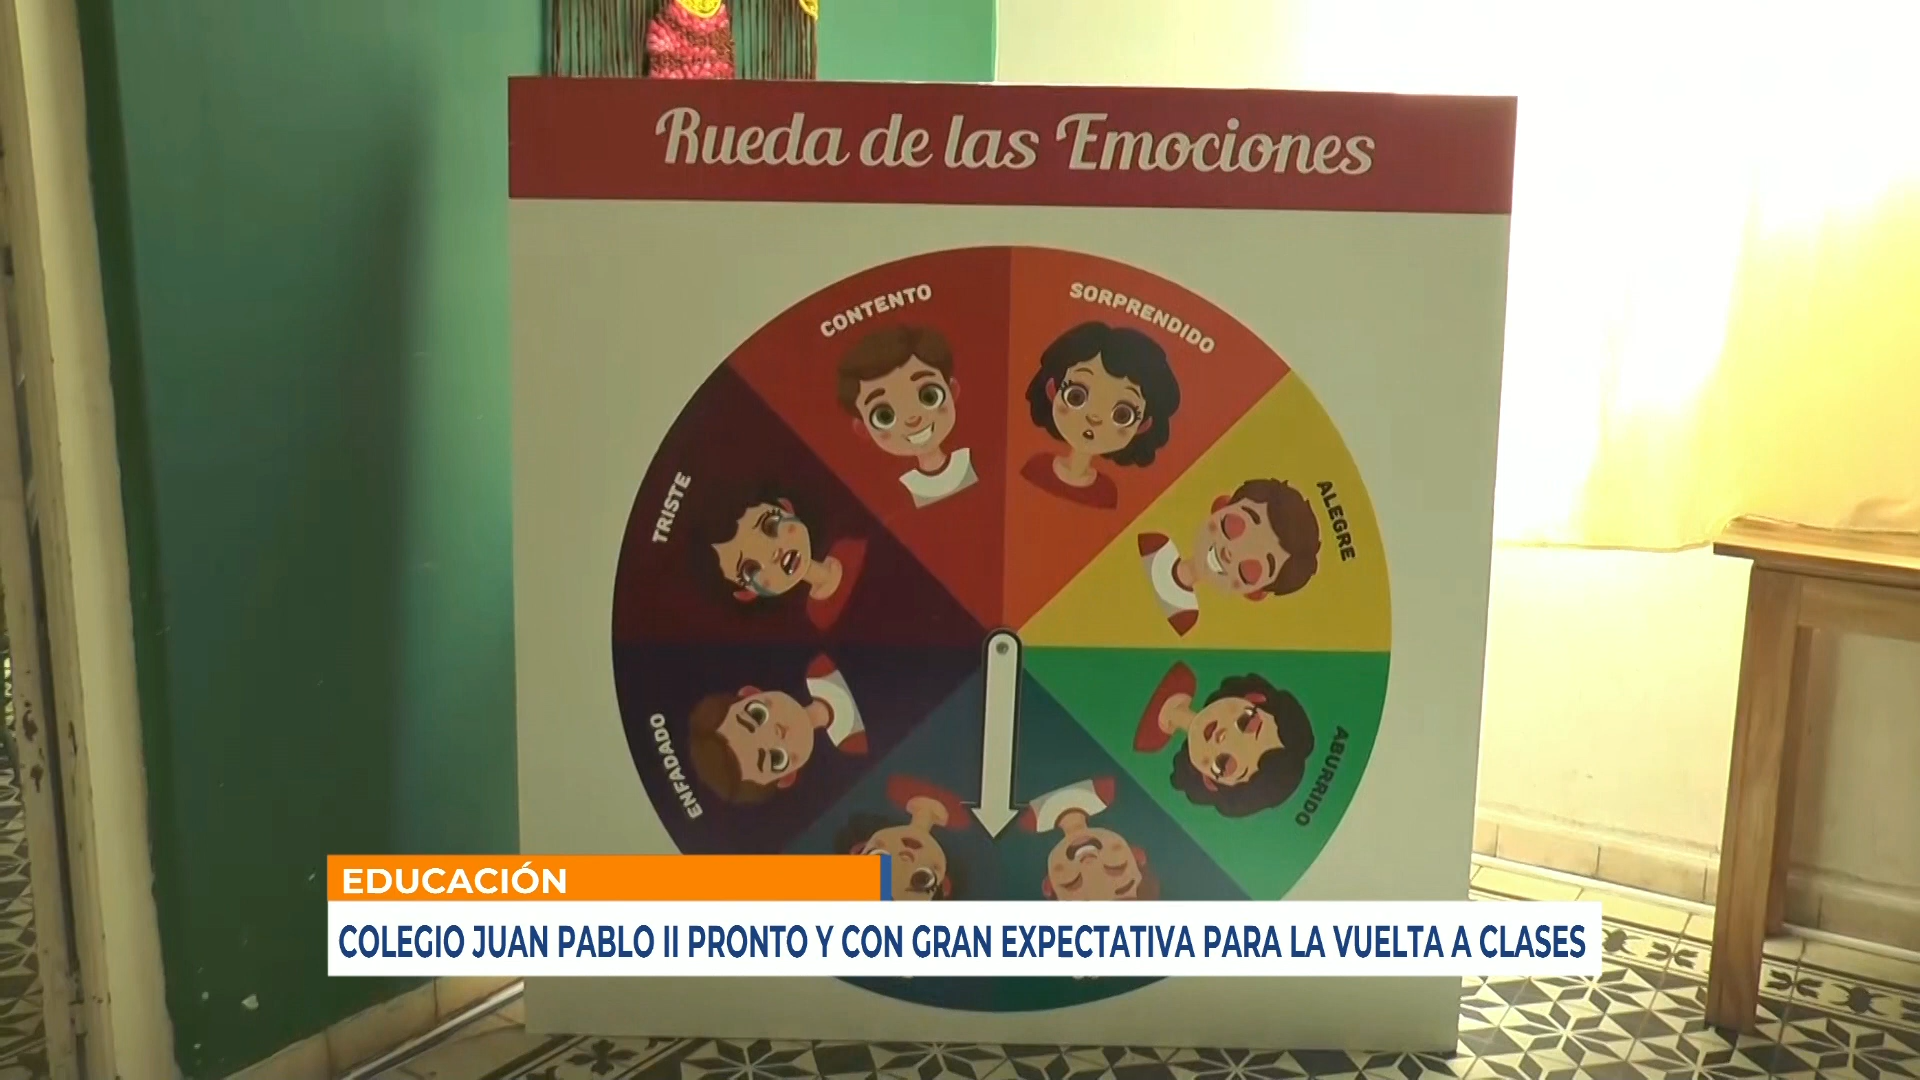 Rueda de las Emociones
CONTENTO
SORPRENDIDO
TRISTE
ALEGRE
ENFADADO
ABURRIDO
EDUCACIÓN
COLEGIO JUAN PABLO II PRONTO Y CON GRAN EXPECTATIVA PARA LA VUELTA A CLASES